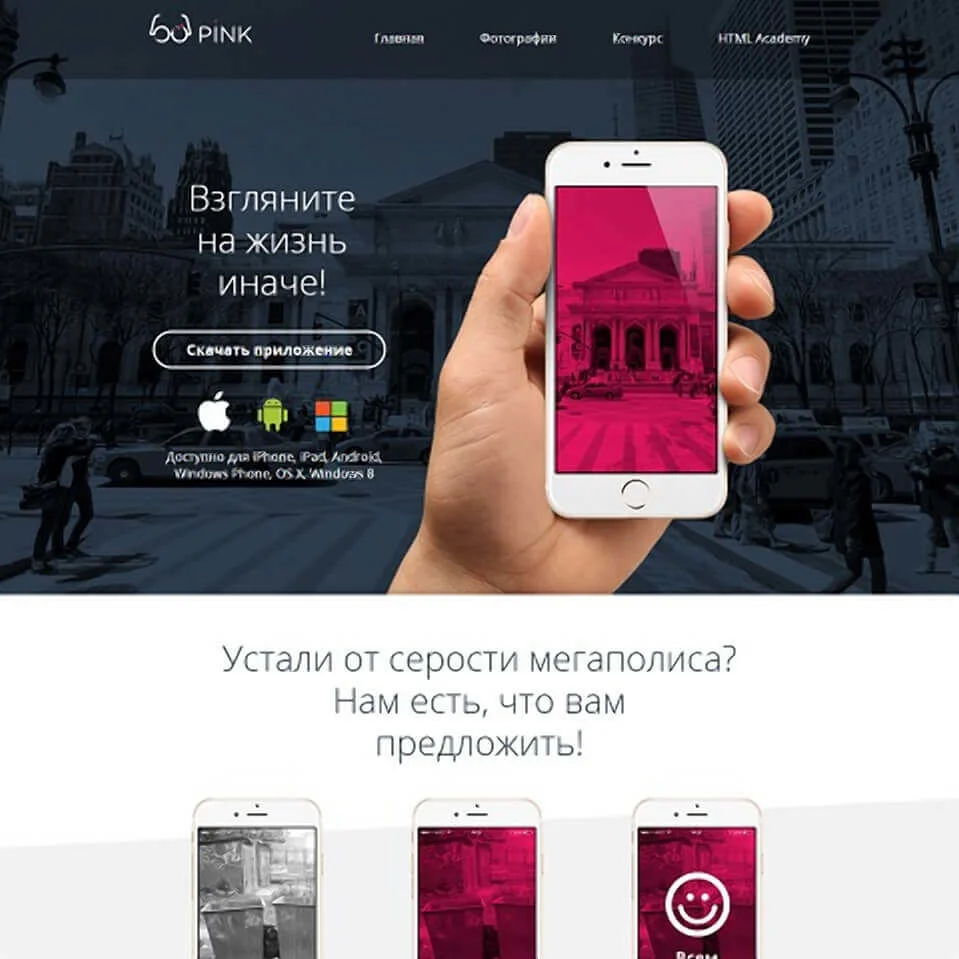 PINK
Главная Фотографии Конкурс HTML Academy
Взгляните
на жизнь
иначе!
Скачать приложение
Доступно для iPhone, iPad, Android,
Windows Phone, OS X, Windows 8
Устали от серости мегаполиса?
Нам есть, что вам
предложить!
Всем